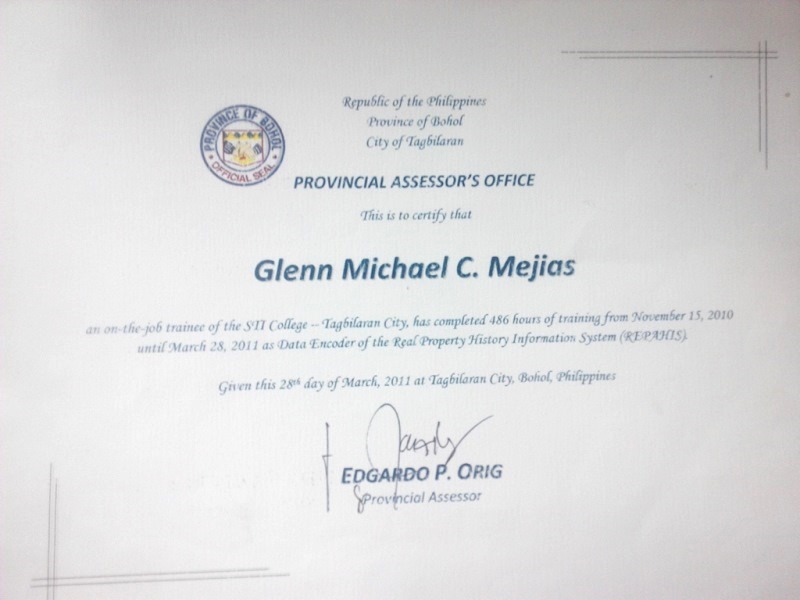 Republic of the Philippines
Province of Bohol
City of Tagbilaran
PROVINCE OF BOHOL
OFFICIAL SEAL
PROVINCIAL ASSESSOR'S OFFICE
This is to certify that
Glenn Michael C. Mejias
an on-the-job trainee of the STI College – Tagbilaran City, has completed 486 hours of training from November 15, 2010
until March 28, 2011 as Data Encoder of the Real Property History Information System (REPAHIS).
Given this 28th day of March, 2011 at Tagbilaran City, Bohol, Philippines
EDGARDO P. ORIG
Provincial Assessor